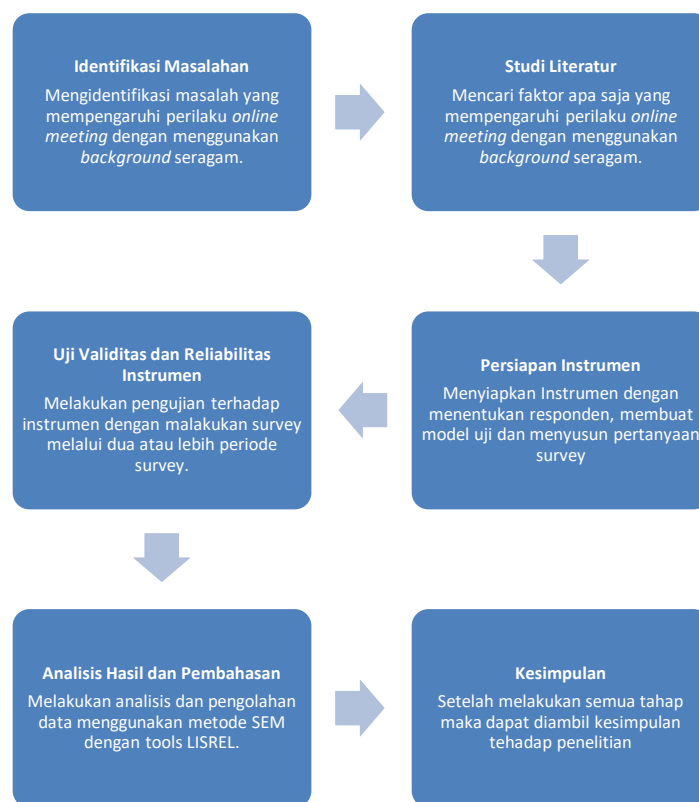 Identifikasi Masalahan
Mengidentifikasi masalah yang
mempengaruhi perilaku online
meeting dengan menggunakan
background seragam.
Studi Literatur
Mencari faktor apa saja yang
mempengaruhi perilaku online
meeting dengan menggunakan
background seragam.
Persiapan Instrumen
Menyiapkan Instrumen dengan
menentukan responden, membuat
model uji dan menyusun pertanyaan
survey
Uji Validitas dan Reliabilitas
Instrumen
Melakukan pengujian terhadap
instrumen dengan malakukan survey
melalui dua atau lebih periode
survey.
Analisis Hasil dan Pembahasan
Melakukan analisis dan pengolahan
data menggunakan metode SEM
dengan tools LISREL.
Kesimpulan
Setelah melakukan semua tahap
maka dapat diambil kesimpulan
tehadap penelitian